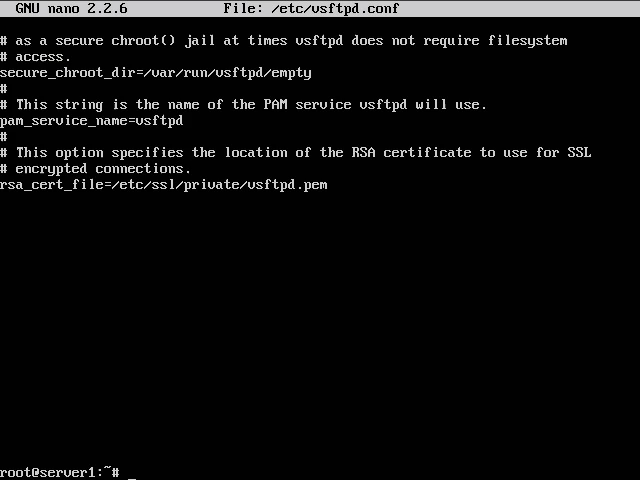 GNU nano 2.2.6 File: /etc/vsftpd.conf
# as a secure chroot() jail at times vsftpd does not require filesystem
# access.
secure_chroot_dir=/var/run/vsftpd/empty
#
# This string is the name of the PAM service vsftpd will use.
pam_service_name=vsftpd
#
# This option specifies the location of the RSA certificate to use for SSL
# encrypted connections.
rsa_cert_file=/etc/ssl/private/vsftpd.pem
root@server1:~# _